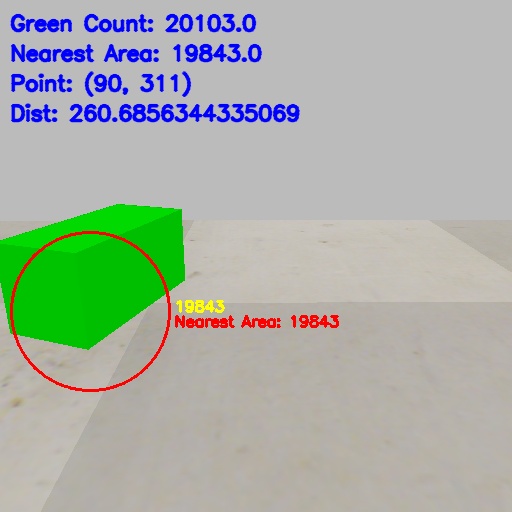 Green Count: 20103.0
Nearest Area: 19843.0
Point: (90, 311)
Dist: 260.6856344335069
19843
Nearest Area: 19843